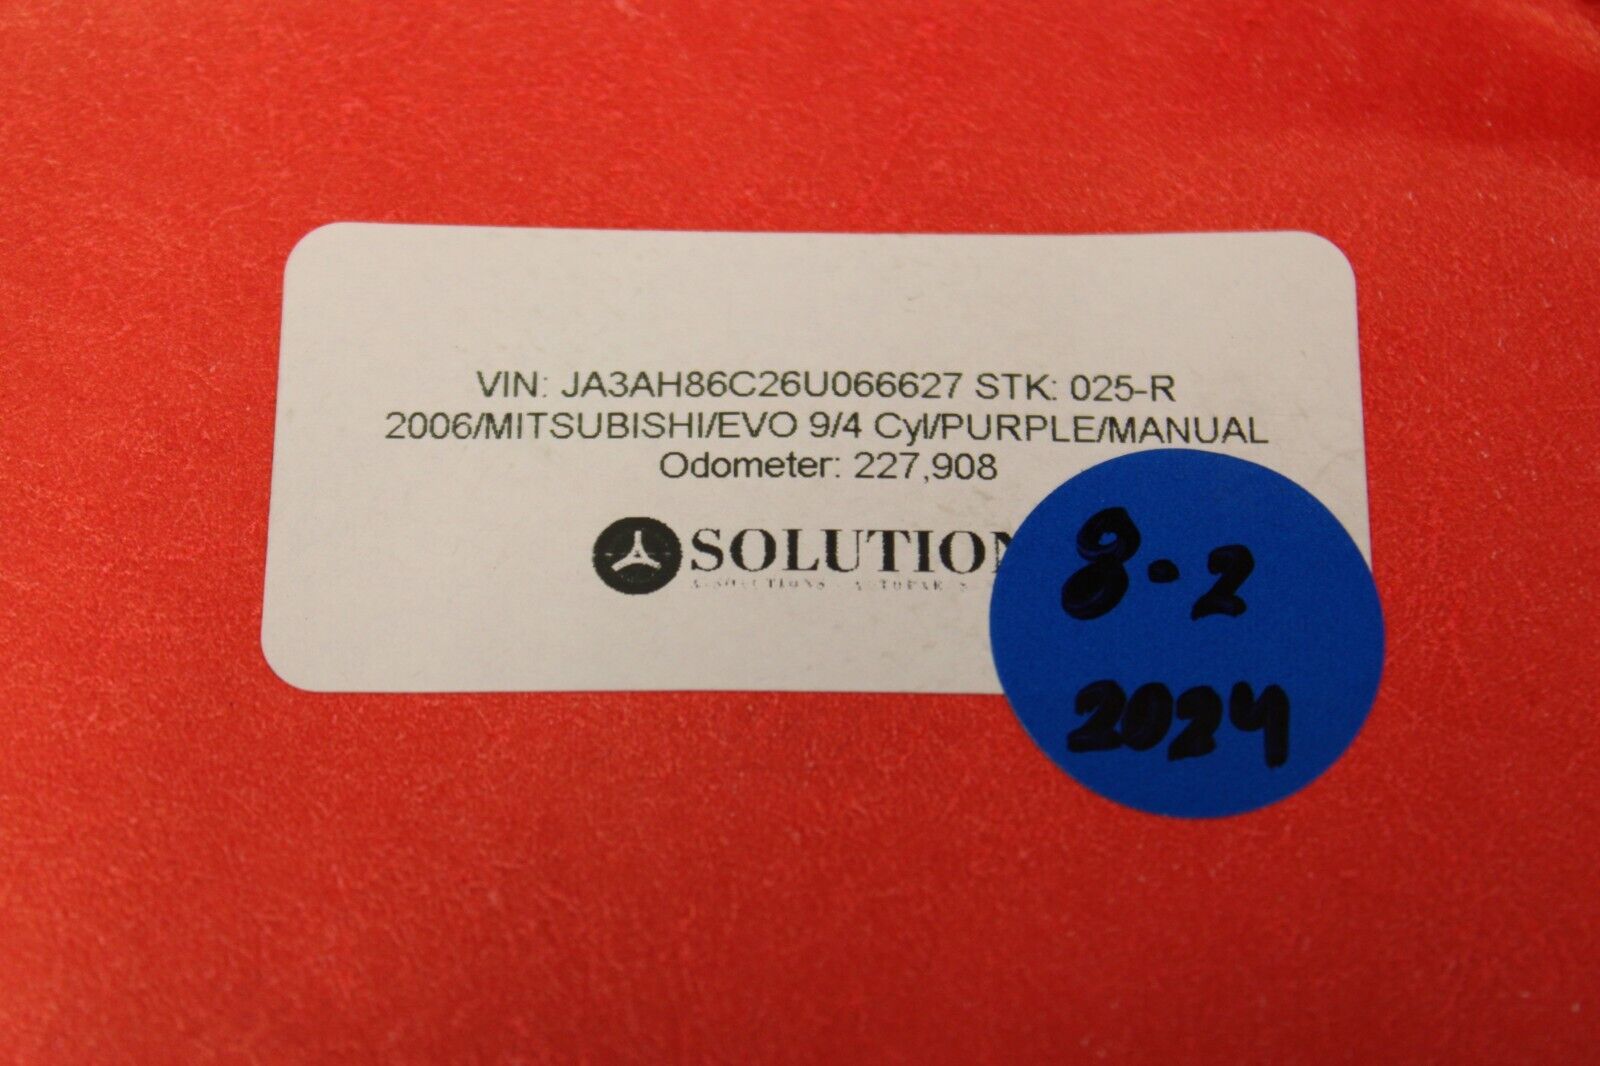 VIN: JA3AH86C26U066627 STK: 025-R
2006/MITSUBISHI/EVO 9/4 Cyl/PURPLE/MANUAL
Odometer: 227,908
SOLUTION
8-2
2024